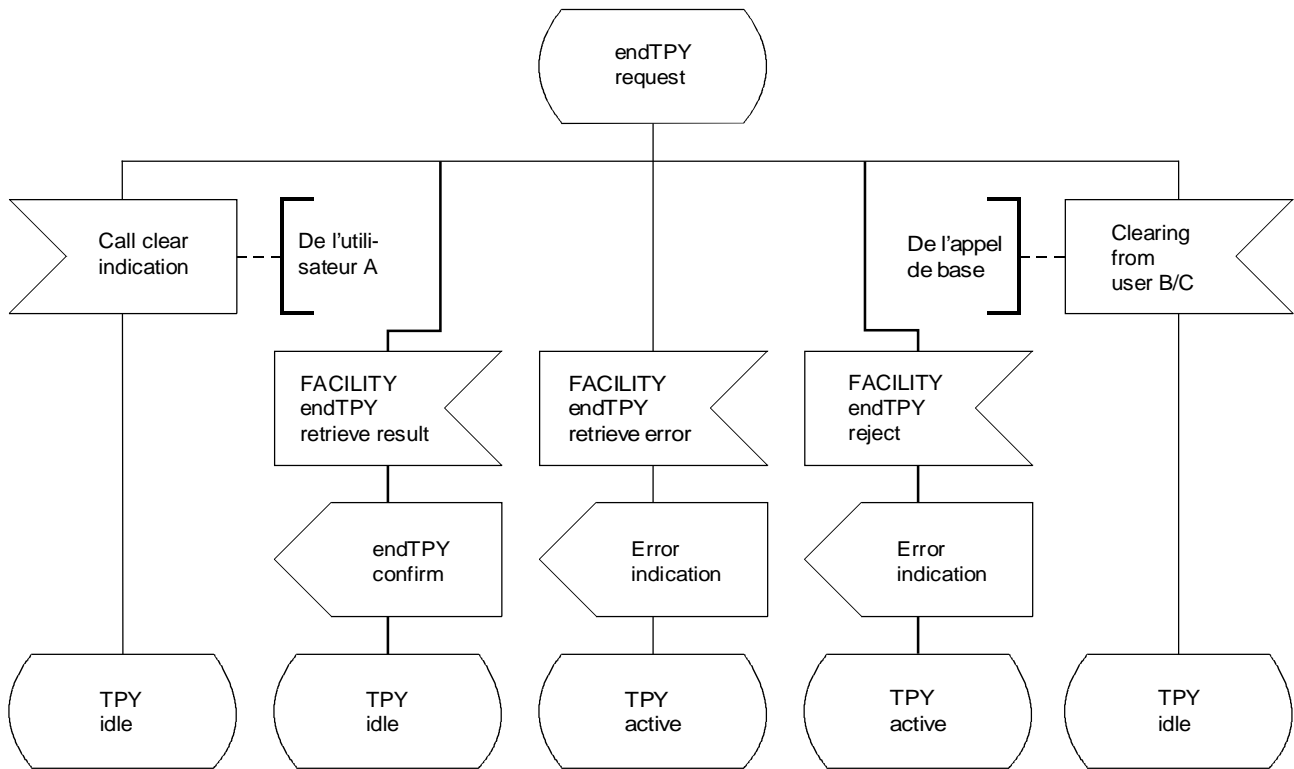 endTPY
request
Call clear
indication
De l'utili-
sateur A
De l'appel
de base
Clearing
from
user B/C
FACILITY
endTPY
retrieve result
FACILITY
endTPY
retrieve error
FACILITY
endTPY
reject
endTPY
confirm
Error
indication
Error
indication
TPY
idle
TPY
idle
TPY
active
TPY
active
TPY
idle